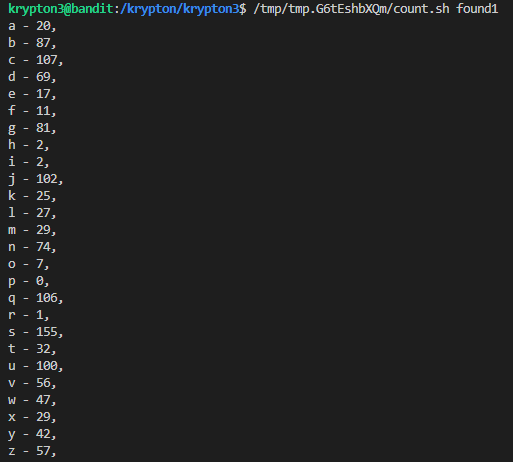 krypton3@bandit:/krypton/krypton3$ /tmp/tmp.G6tEshbXQm/count.sh found1
a - 20,
b - 87,
c - 107,
d - 69,
e - 17,
f - 11,
g - 81,
h - 2,
i - 2,
j - 102,
k - 25,
l - 27,
m - 29,
n - 74,
o - 7,
p - 0,
q - 106,
r - 1,
s - 155,
t - 32,
u - 100,
v - 56,
w - 47,
x - 29,
y - 42,
z - 57,